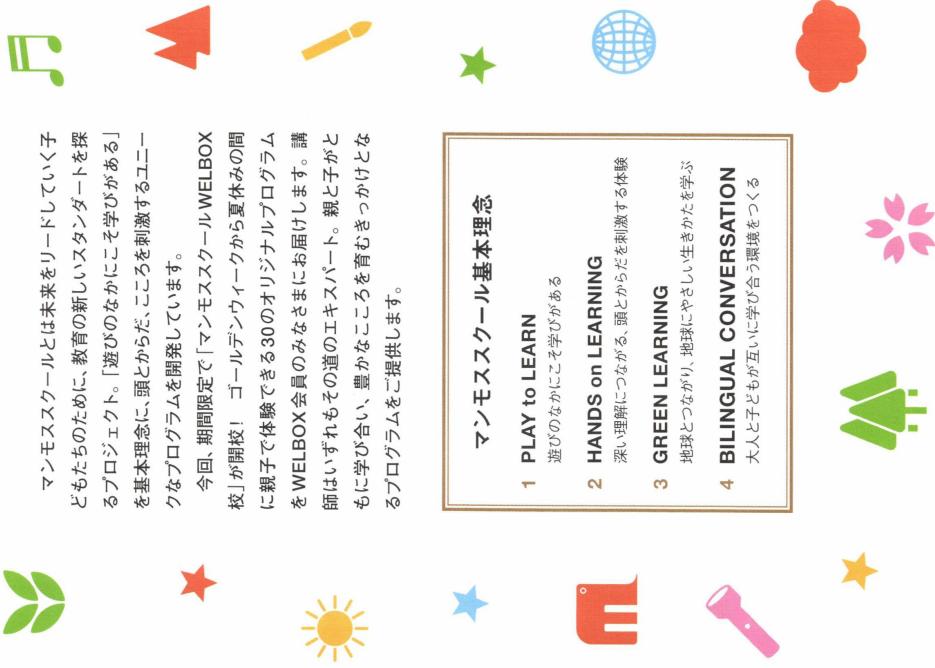 マンモススクールとは未来をリードしていく子
どもたちのために、教育の新しいスタンダートを探
るプロジェクト。「遊びのなかにこそ学びがある」
を基本理念に、頭とからだ、こころを刺激するユニー
クなプログラムを開発しています。
今回、期間限定で「マンモススクールWELBOX
校」が開校！　ゴールデンウィークから夏休みの間
に親子で体験できる30のオリジナルプログラム
をWELBOX会員のみなさまにお届けします。講
師はいずれもその道のエキスパート。親と子がと
もに学び合い、豊かなこころを育むきっかけとな
るプログラムをご提供します。
マンモススクール基本理念
1 PLAY to LEARN
遊びのなかにこそ学びがある
2 HANDS on LEARNING
深い理解につながる、頭とからだを刺激する体験
3 GREEN LEARNING
地球とつながり、地球にやさしい生きかたを学ぶ
4 BILINGUAL CONVERSATION
大人と子どもが互いに学び合う環境をつくる